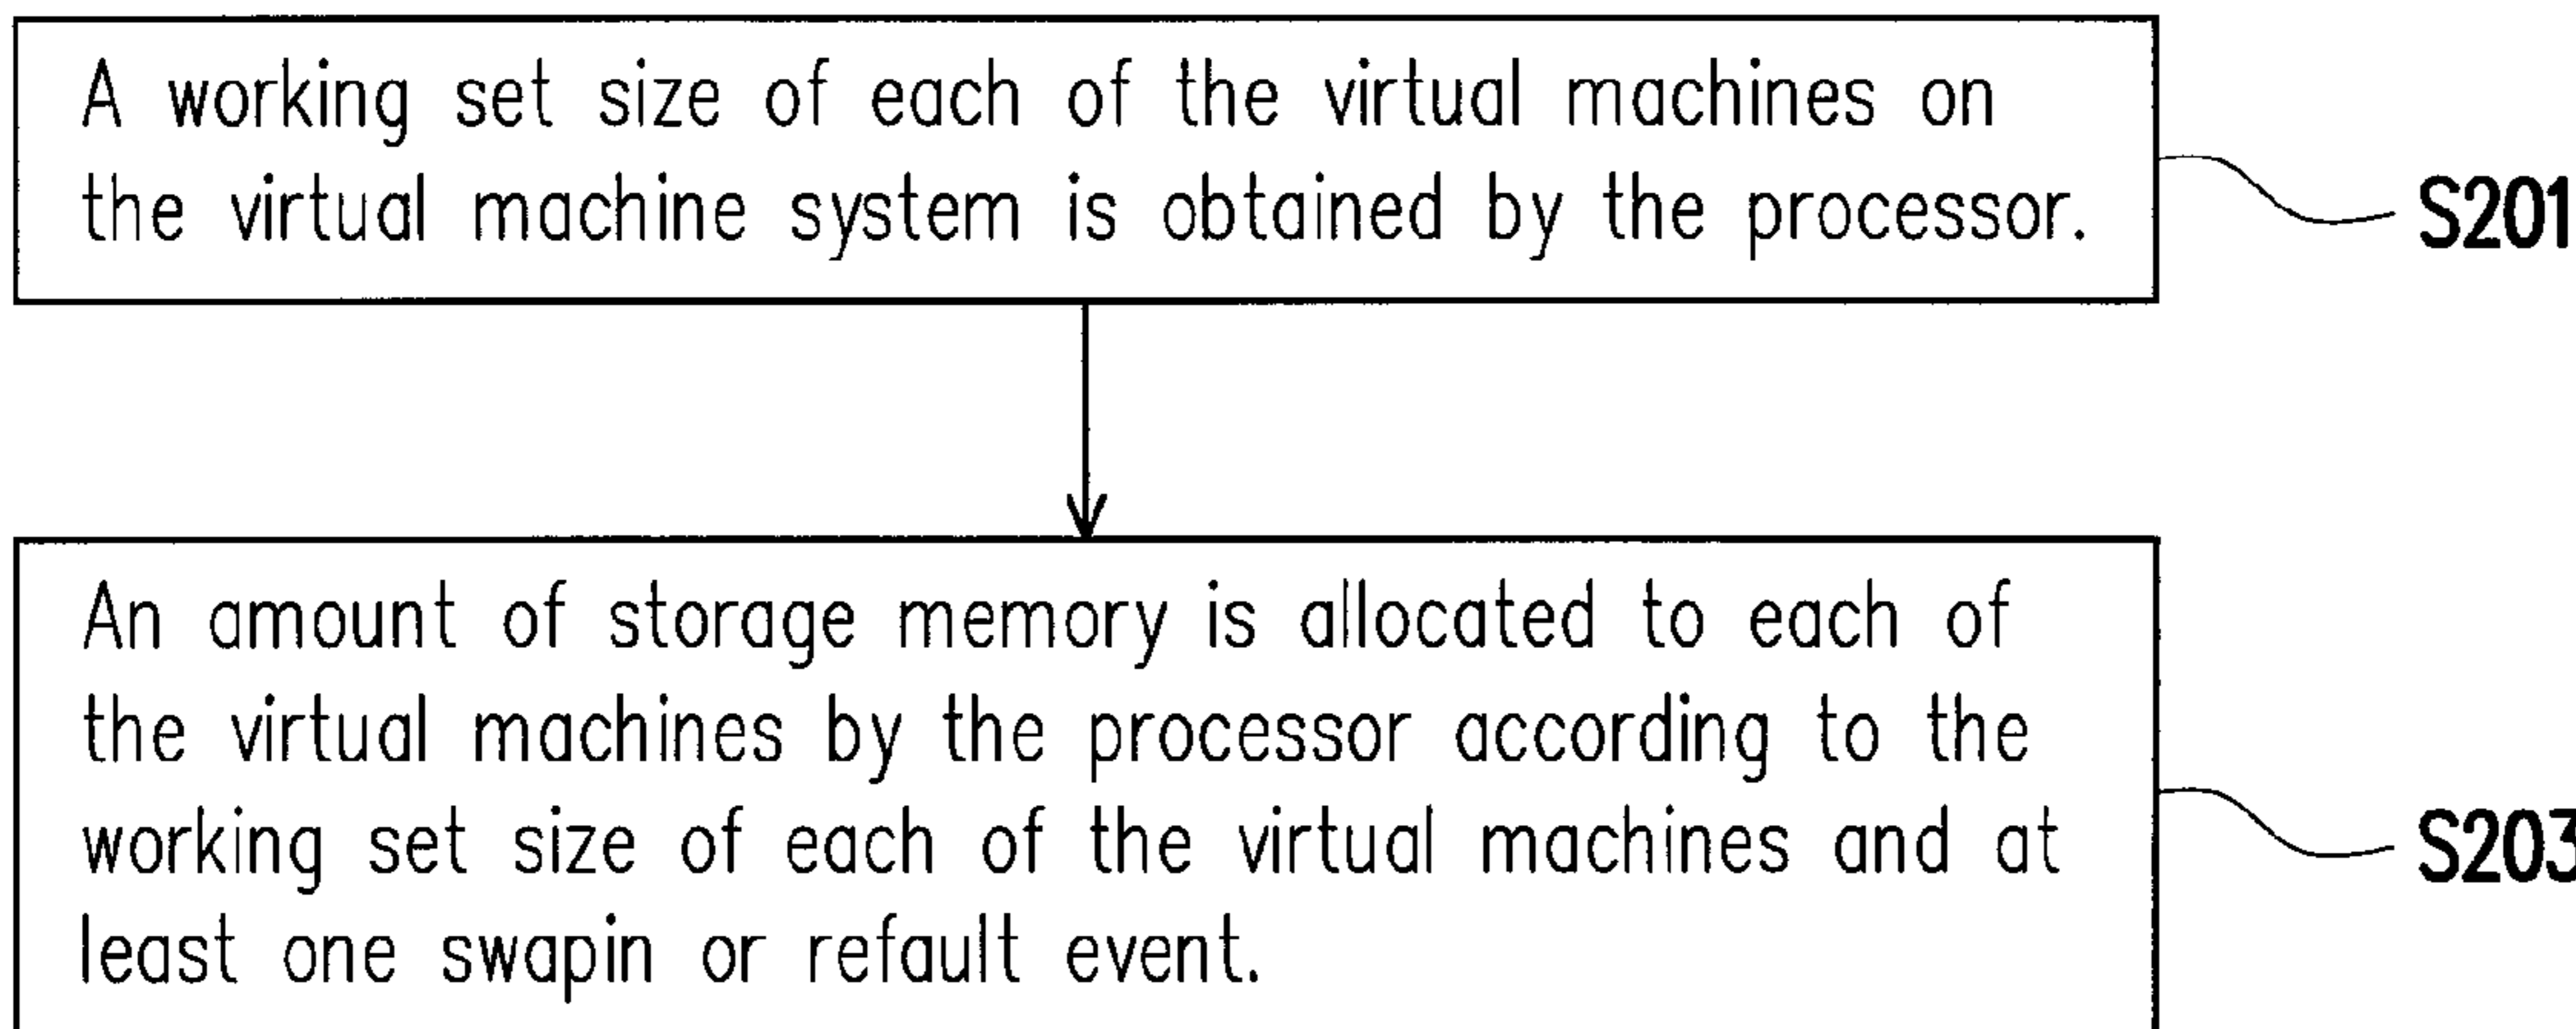 A working set size of each of the virtual machines on
the virtual machine system is obtained by the processor.
S201
An amount of storage memory is allocated to each of
the virtual machines by the processor according to the
working set size of each of the virtual machines and at
least one swapin or refault event.
S203